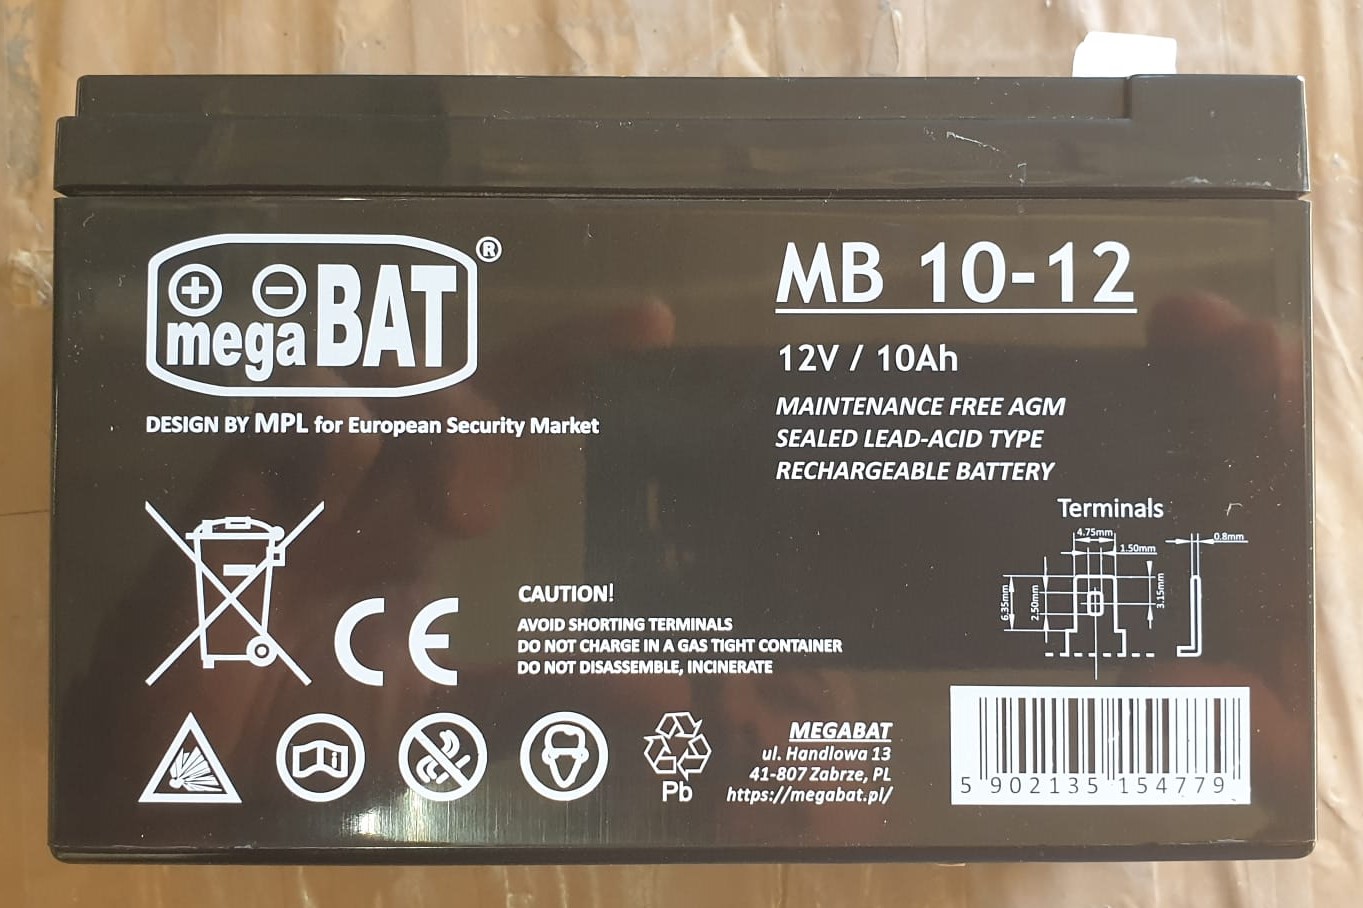 mega BAT®
DESIGN BY MPL for European Security Market
MB 10-12
12V / 10Ah
MAINTENANCE FREE AGM
SEALED LEAD-ACID TYPE
RECHARGEABLE BATTERY
Terminals
4.75mm
1.50mm
0.8mm
6.35mm
2.50mm
3.15mm
CE
CAUTION!
AVOID SHORTING TERMINALS
DO NOT CHARGE IN A GAS TIGHT CONTAINER
DO NOT DISASSEMBLE, INCINERATE
Pb
MEGABAT
ul. Handlowa 13
41-807 Zabrze, PL
https://megabat.pl/
5 902135 154779